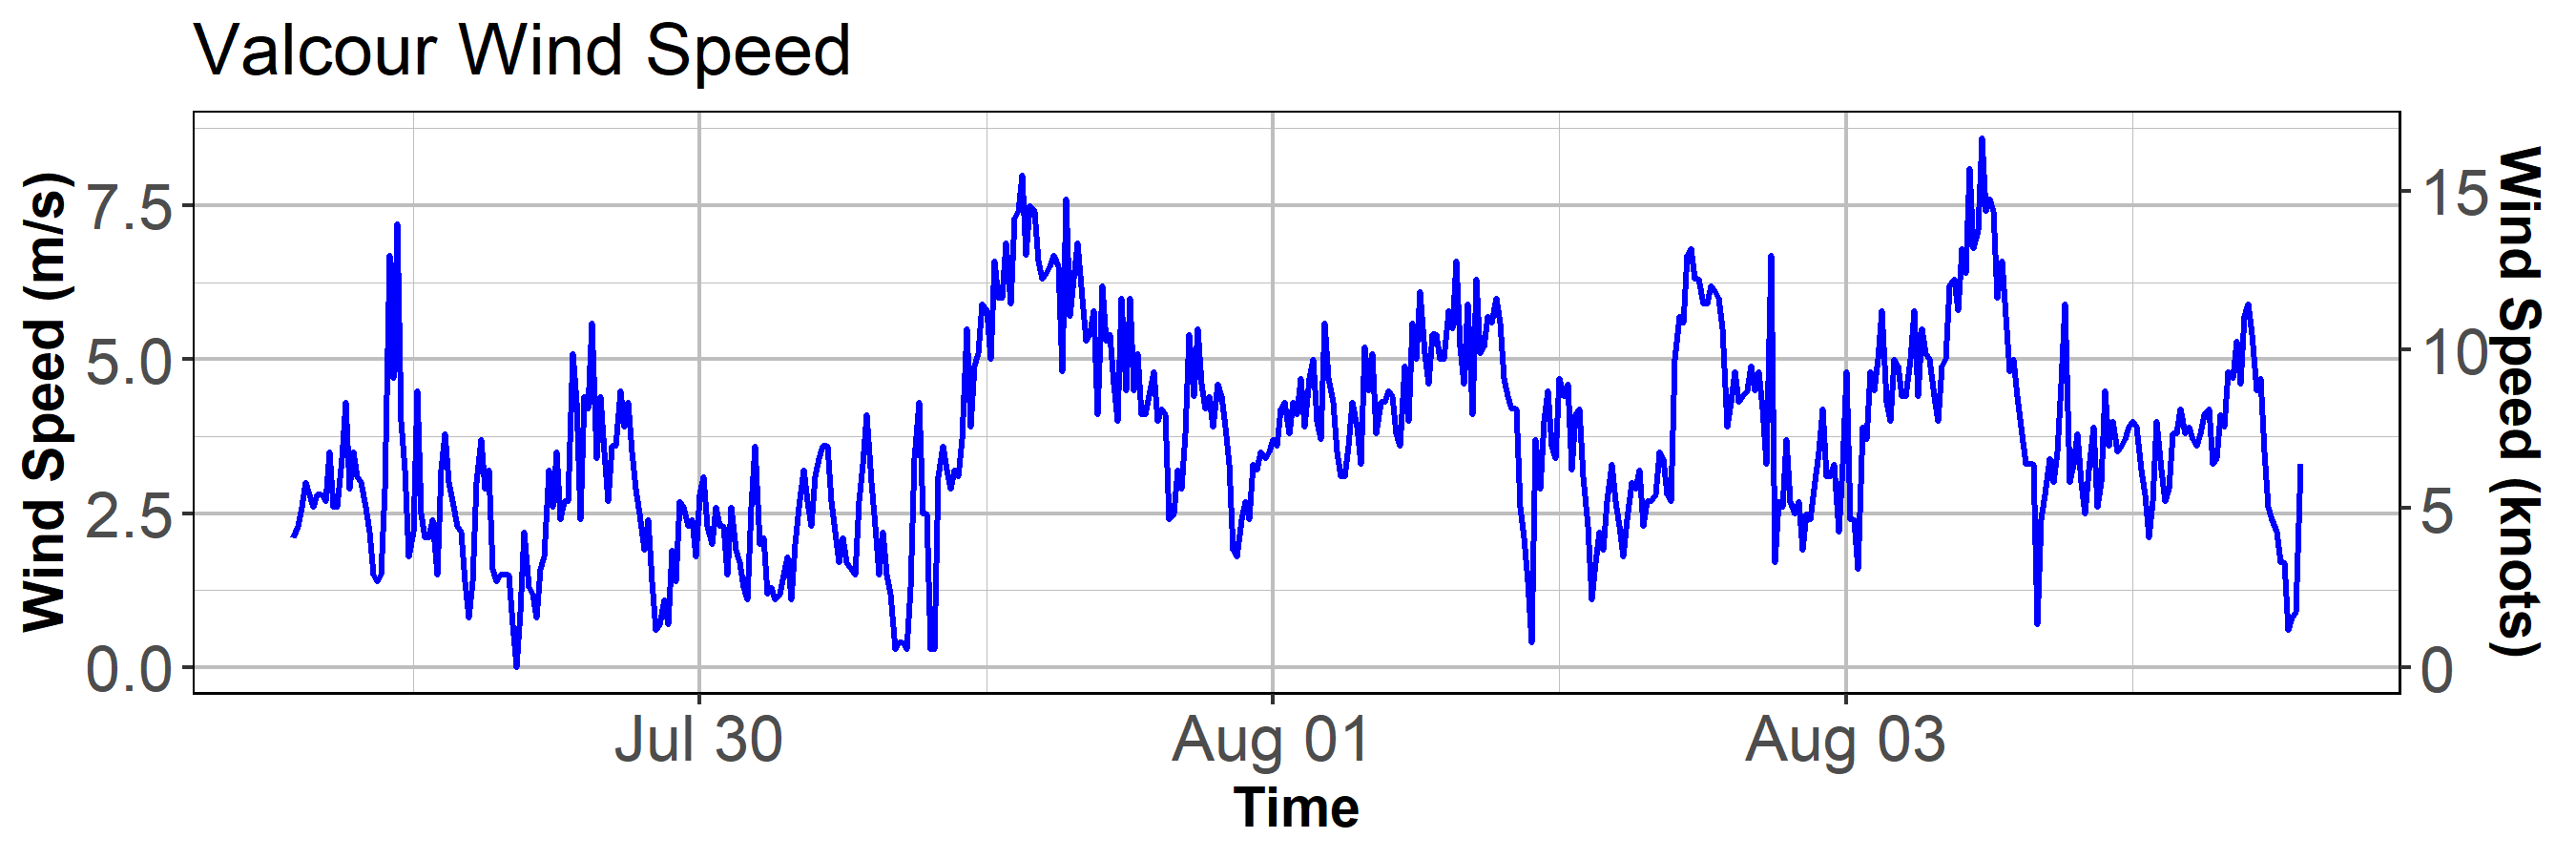 Valcour Wind Speed
Wind Speed (m/s)
7.5
5.0
2.5
0.0
15
10
5
0
Wind Speed (knots)
Jul 30
Aug 01
Aug 03
Time